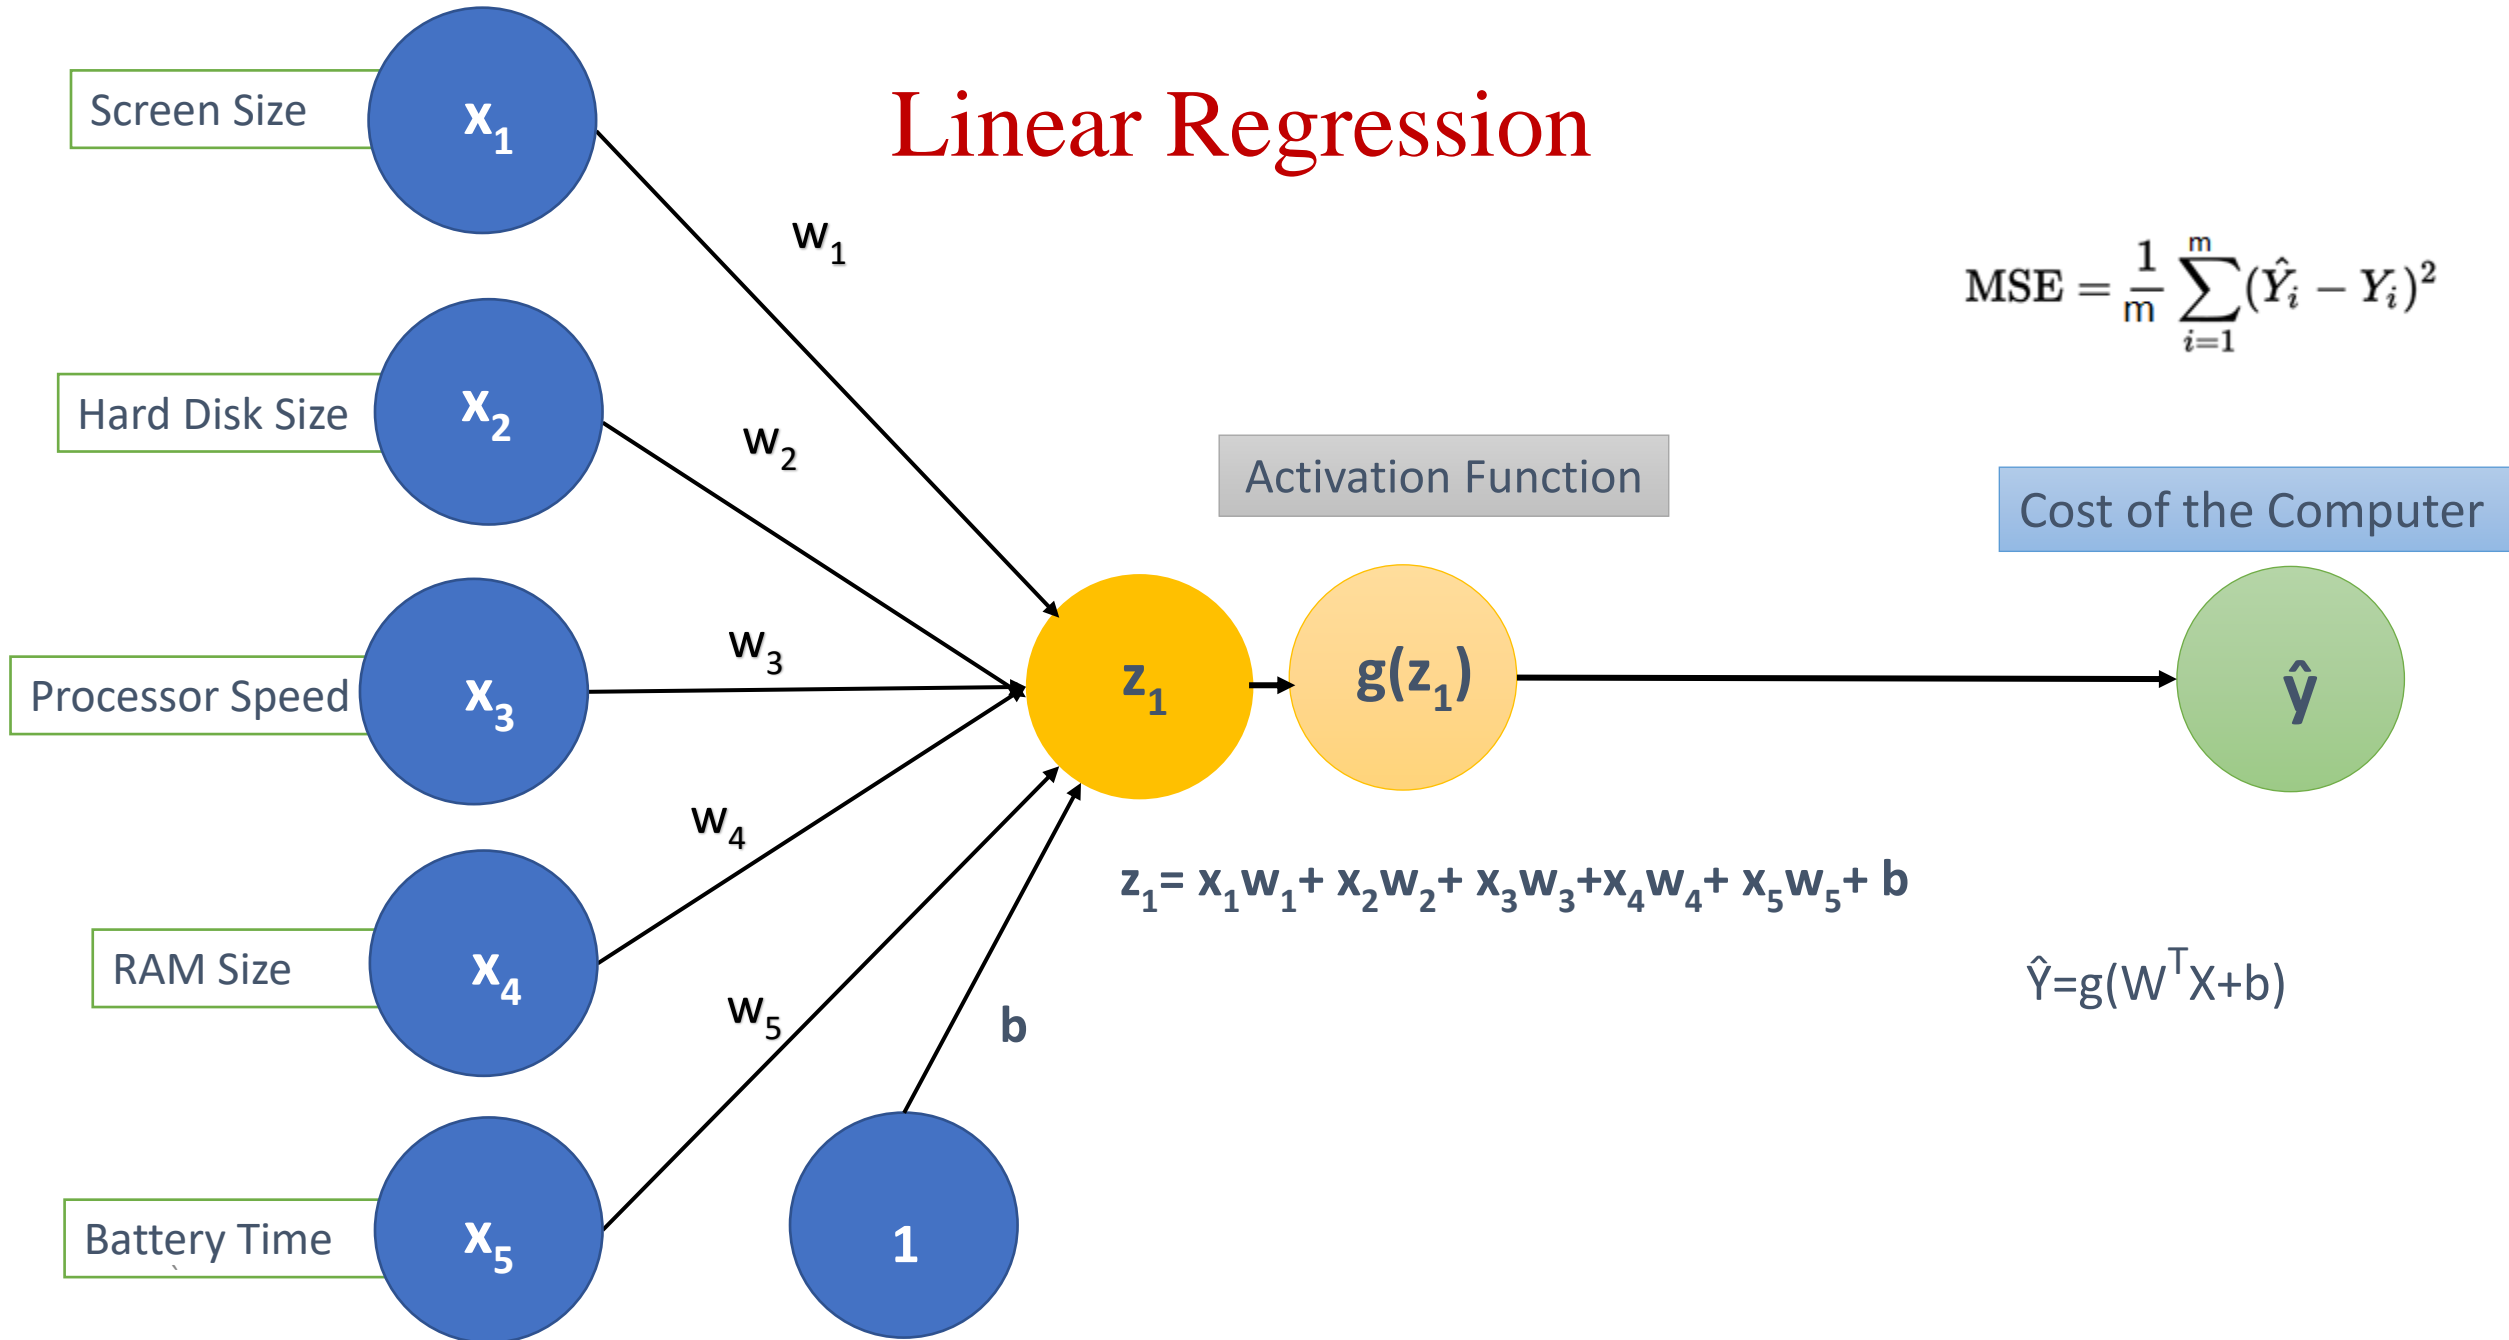 Linear Regression
Screen Size
x₁
w₁
MSE = 1/m ∑ᵢ₌₁ᵐ (Ŷᵢ − Yᵢ)²
Hard Disk Size
x₂
w₂
Activation Function
Cost of the Computer
Processor Speed
x₃
w₃
z₁
g(z₁)
ŷ
w₄
z₁= x₁w₁+ x₂w₂+ x₃w₃+x₄w₄+ x₅w₅+ b
RAM Size
x₄
Ŷ=g(WᵀX+b)
w₅
b
Battery Time
x₅
1
`